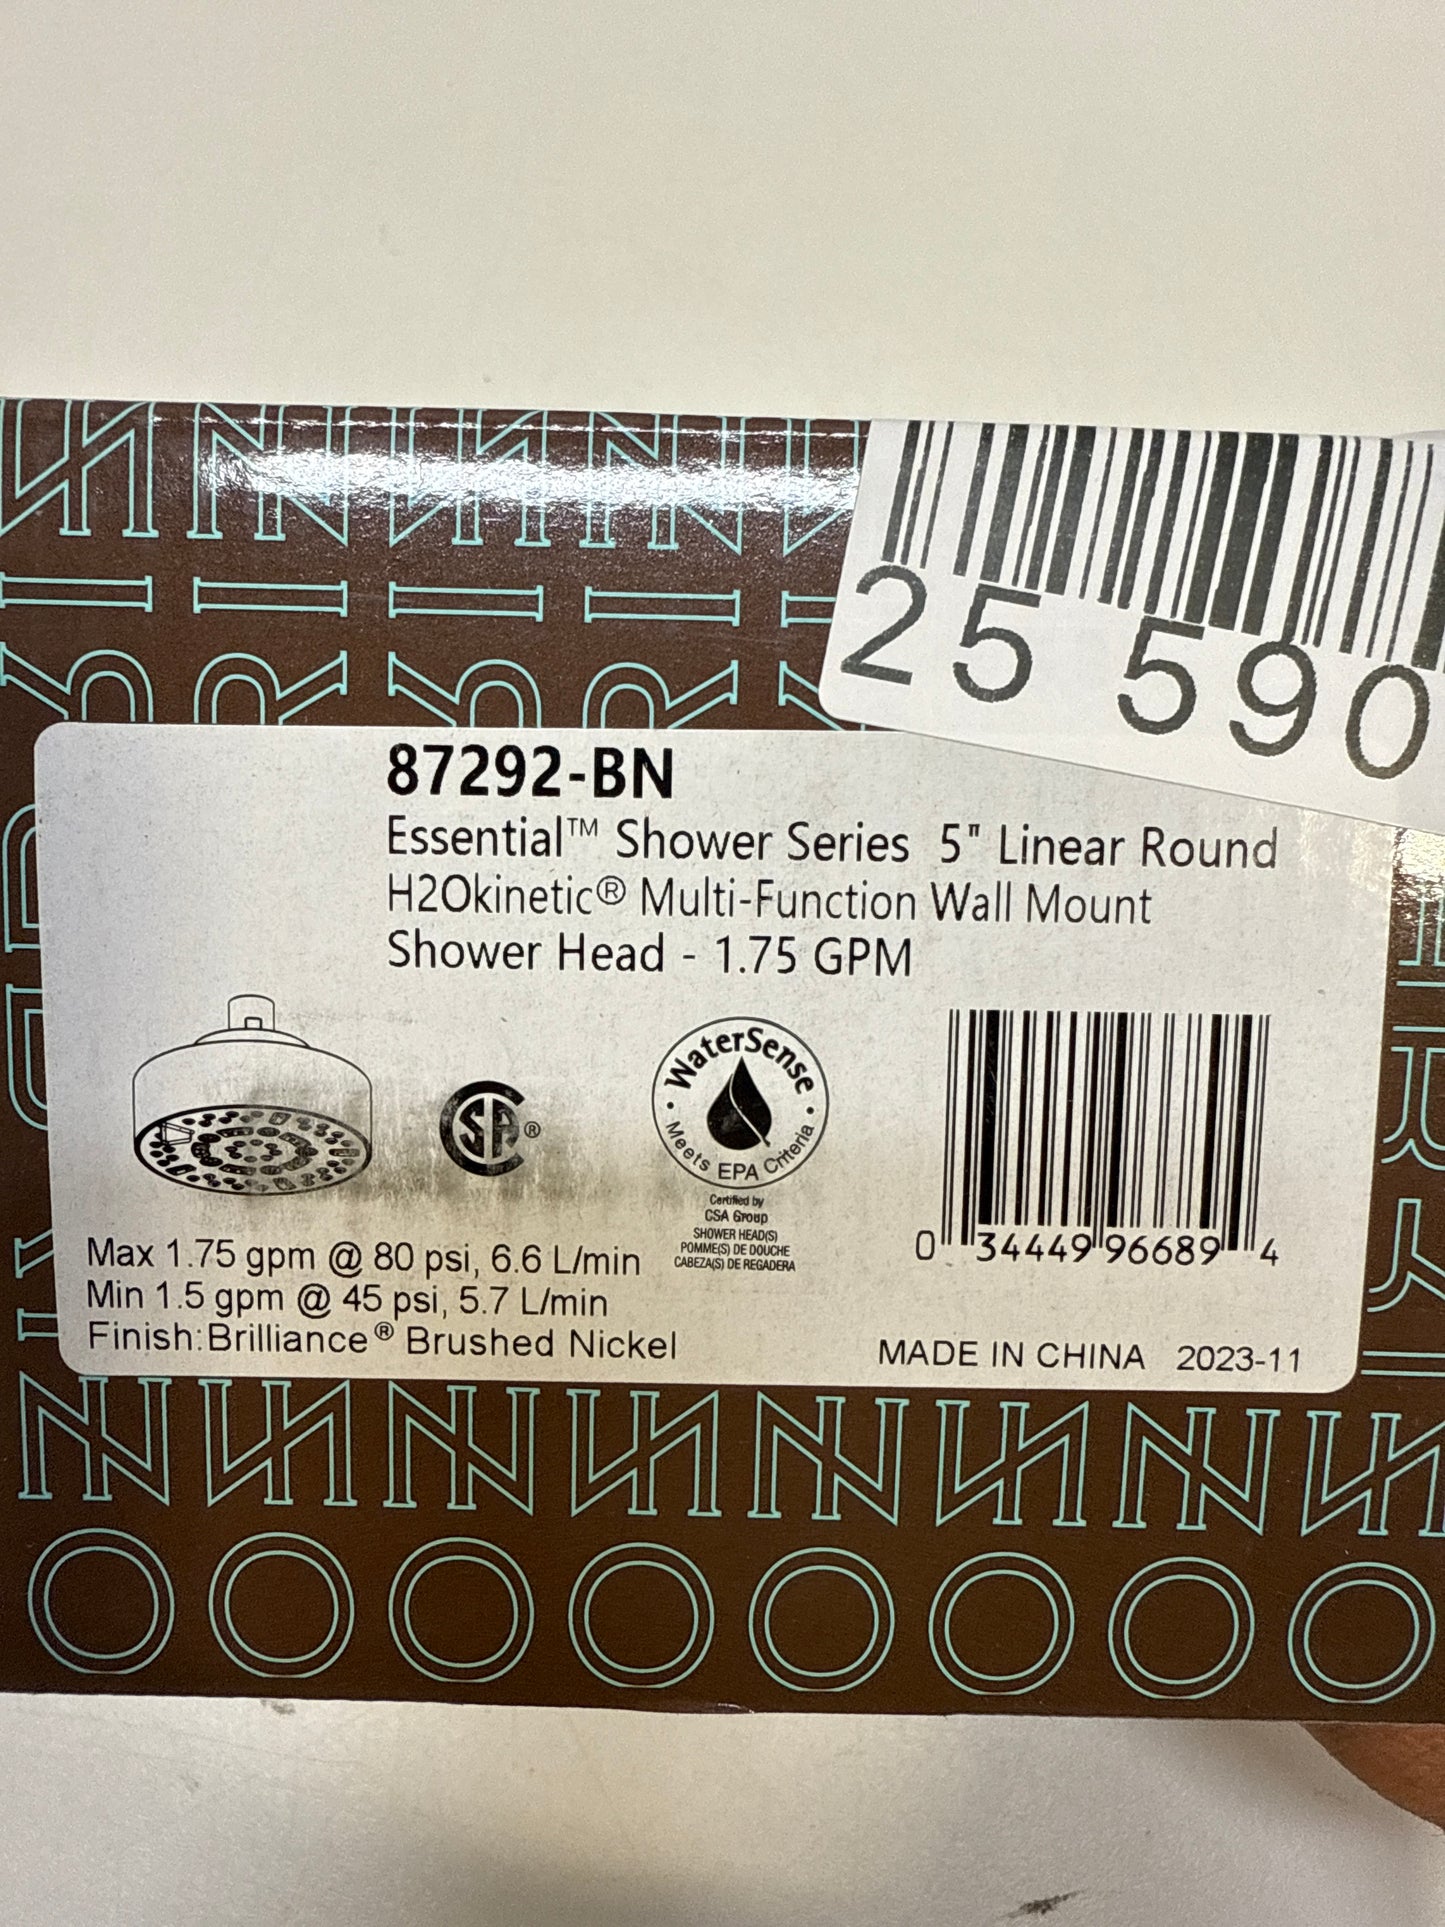 25 590
87292-BN
Essential™ Shower Series 5" Linear Round
H2Okinetic® Multi-Function Wall Mount
Shower Head - 1.75 GPM
SP®
WaterSense
Meets EPA Criteria
Certified by
CSA Group
SHOWER HEAD(S)
POMME(S) DE DOUCHE
CABEZA(S) DE REGADERA
0 34449 96689 4
Max 1.75 gpm @ 80 psi, 6.6 L/min
Min 1.5 gpm @ 45 psi, 5.7 L/min
Finish:Brilliance® Brushed Nickel
MADE IN CHINA 2023-11